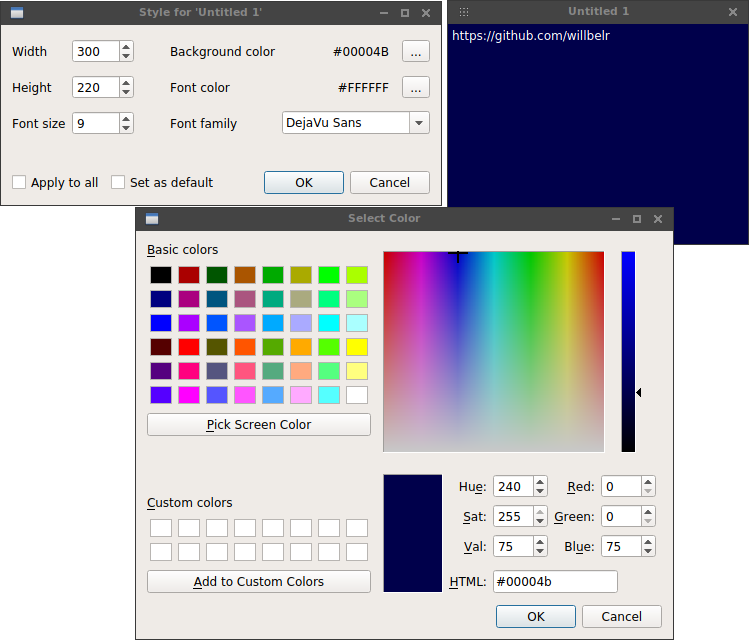 Style for 'Untitled 1'
Width 300 Background color #00004B ...
Height 220 Font color #FFFFFF ...
Font size 9 Font family DejaVu Sans
Apply to all Set as default OK Cancel
Untitled 1
https://github.com/willbelr
Select Color
Basic colors
Pick Screen Color
Custom colors
Add to Custom Colors
Hue: 240 Red: 0
Sat: 255 Green: 0
Val: 75 Blue: 75
HTML: #00004b
OK Cancel